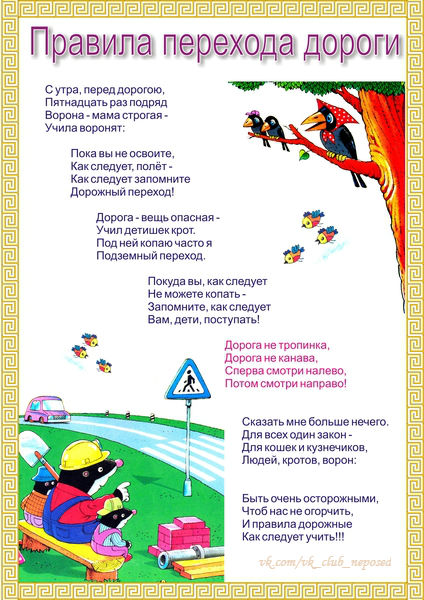 Правила перехода дороги
С утра, перед дорогою,
Пятнадцать раз подряд
Ворона - мама строгая -
Учила воронят:
Пока вы не освоите,
Как следует, полёт -
Как следует запомните
Дорожный переход!
Дорога - вещь опасная -
Учил детишек крот.
Под ней копаю часто я
Подземный переход.
Покуда вы, как следует
Не можете копать -
Запомните, как следует
Вам, дети, поступать!
Дорога не тропинка,
Дорога не канава,
Сперва смотри налево,
Потом смотри направо!
Сказать мне больше нечего.
Для всех один закон -
Для кошек и кузнечиков,
Людей, кротов, ворон:
Быть очень осторожными,
Чтоб нас не огорчить,
И правила дорожные
Как следует учить!!!
vk.com/vk_club_neposed